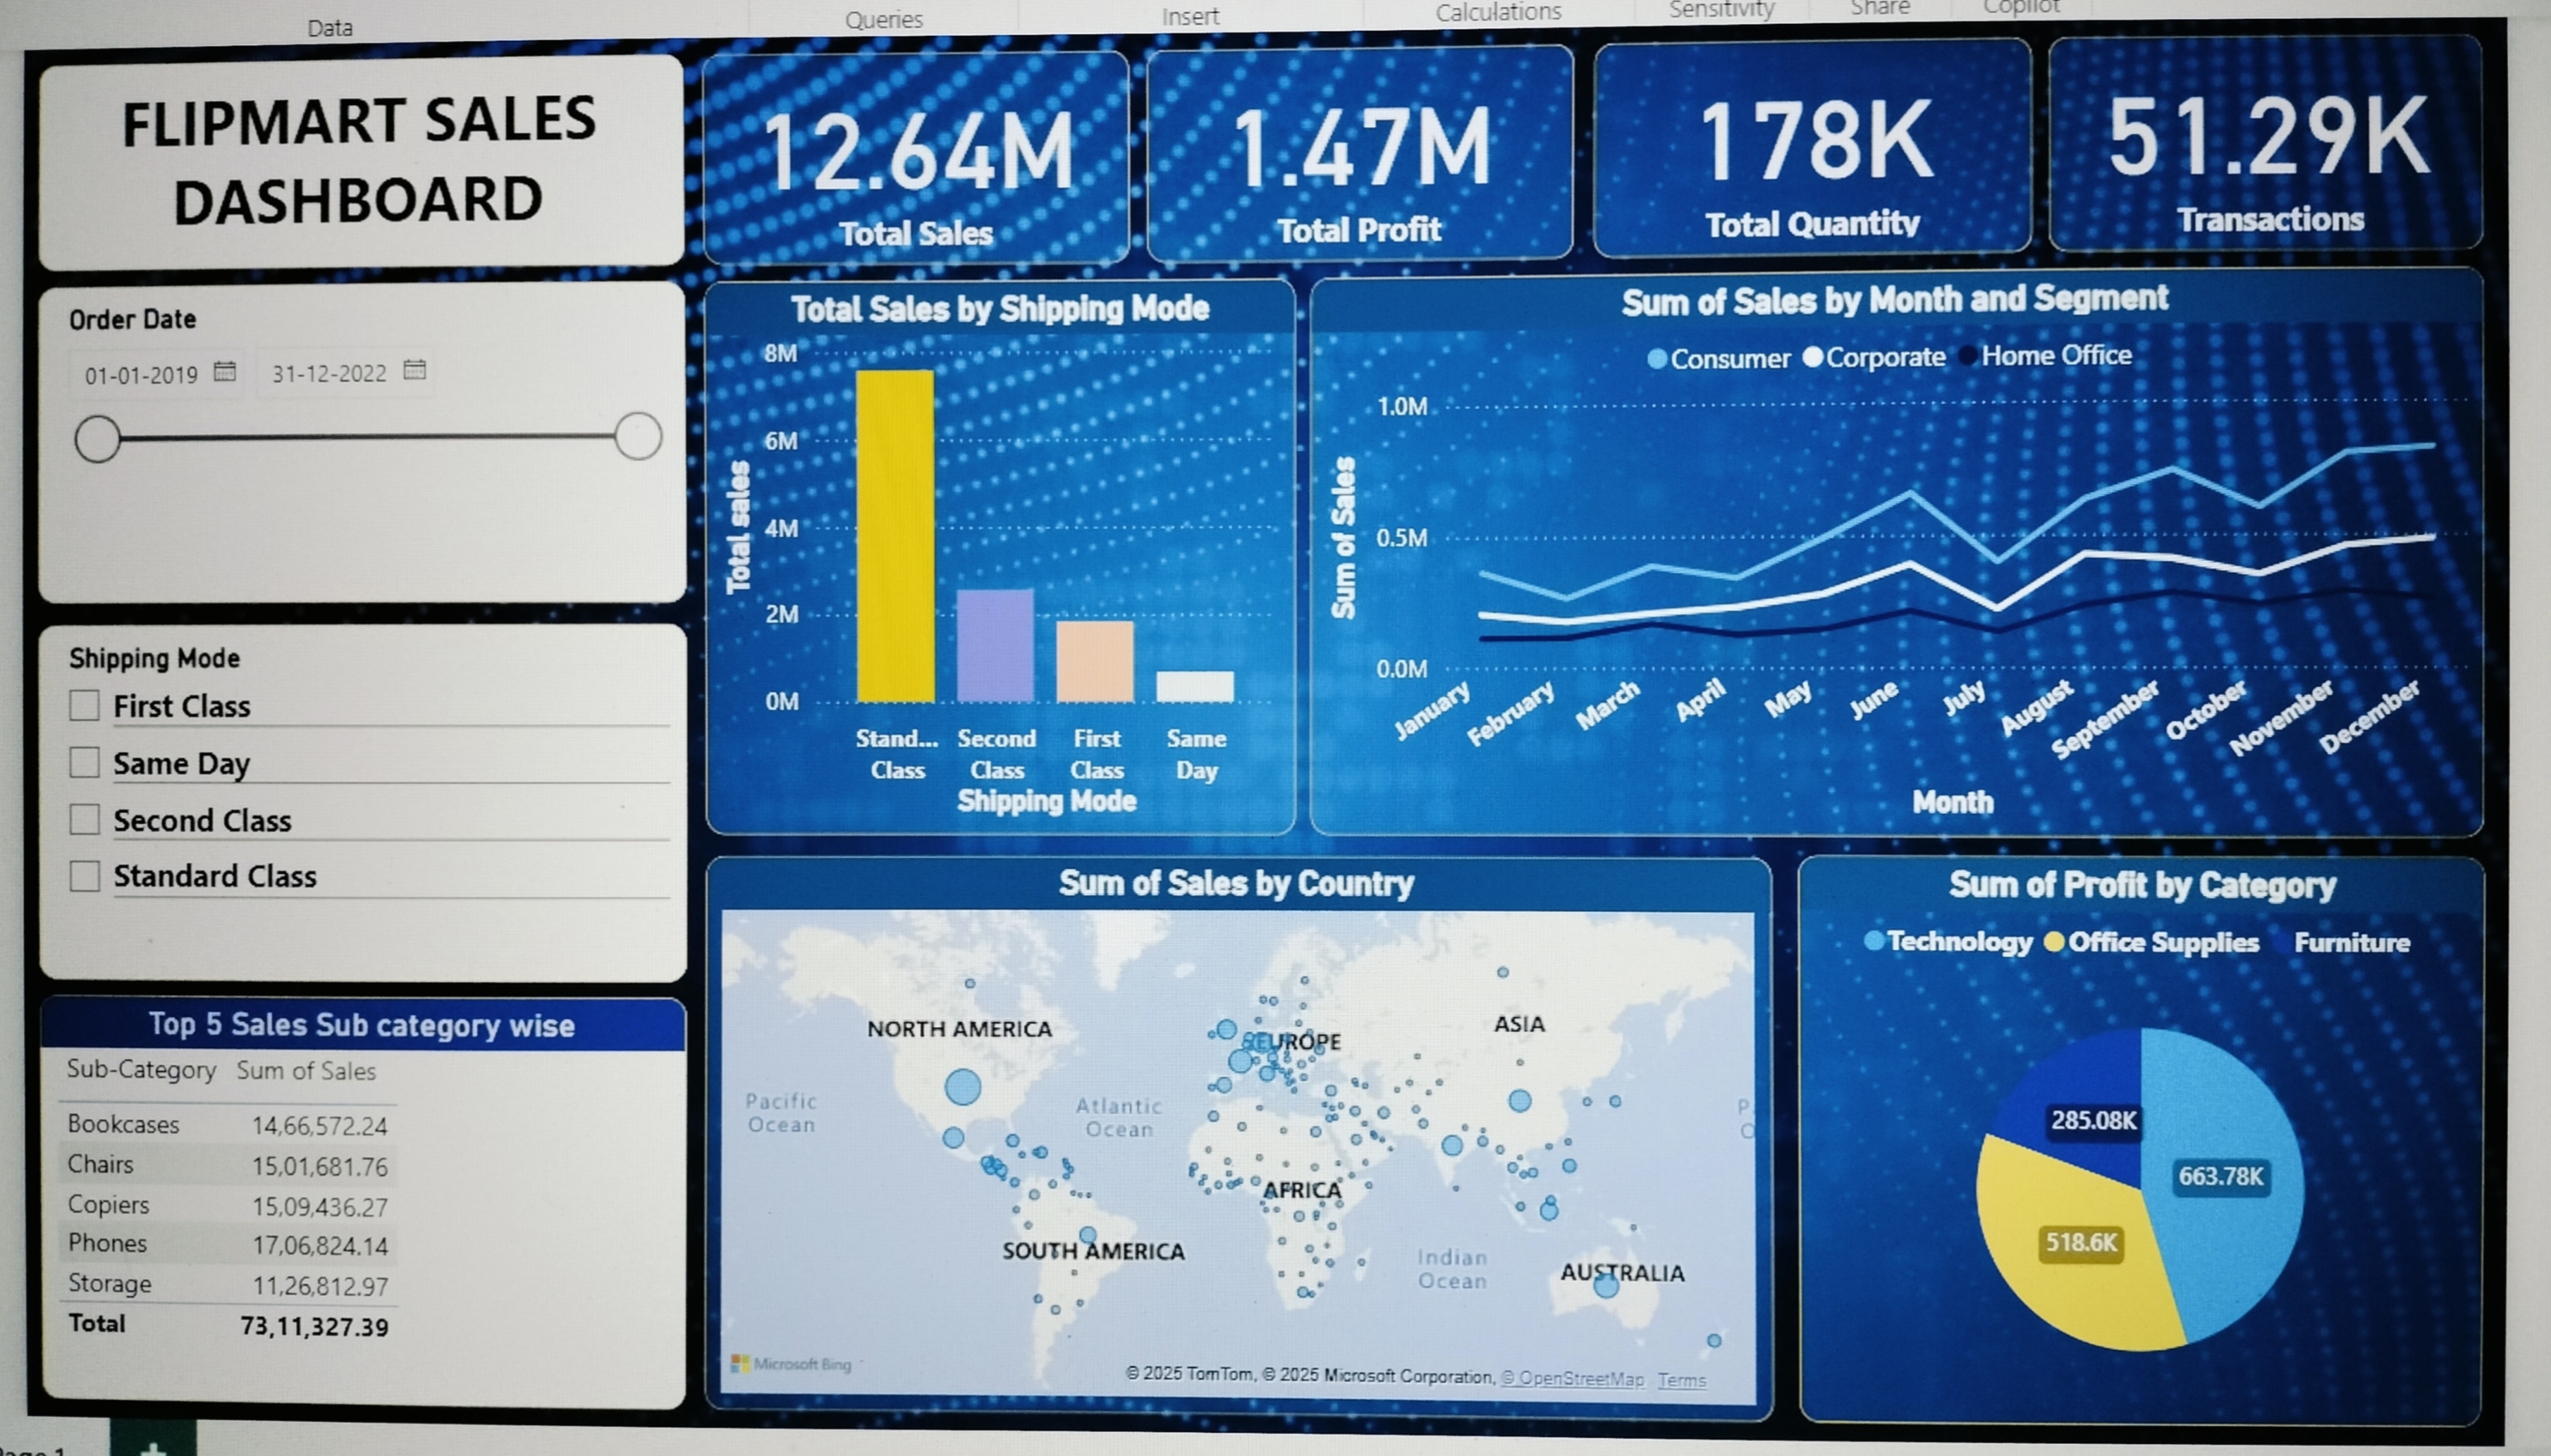 Data
Queries
Insert
Calculations
Sensitivity
Share
Copilot
FLIPMART SALES
DASHBOARD
12.64M
Total Sales
1.47M
Total Profit
178K
Total Quantity
51.29K
Transactions
Order Date
01-01-2019
31-12-2022
Shipping Mode
First Class
Same Day
Second Class
Standard Class
Top 5 Sales Sub category wise
Sub-Category Sum of Sales
Bookcases 14,66,572.24
Chairs 15,01,681.76
Copiers 15,09,436.27
Phones 17,06,824.14
Storage 11,26,812.97
Total 73,11,327.39
Total Sales by Shipping Mode
Total sales
8M
6M
4M
2M
0M
Stand... Second First Same
Class Class Class Day
Shipping Mode
Sum of Sales by Month and Segment
Consumer Corporate Home Office
Sum of Sales
1.0M
0.5M
0.0M
January February March April May June July August September October November December
Month
Sum of Sales by Country
NORTH AMERICA
EUROPE
ASIA
Pacific
Ocean
Atlantic
Ocean
P
O
AFRICA
SOUTH AMERICA
Indian
Ocean
AUSTRALIA
Microsoft Bing
© 2025 TomTom, © 2025 Microsoft Corporation, © OpenStreetMap Terms
Sum of Profit by Category
Technology Office Supplies Furniture
285.08K
663.78K
518.6K
Page 1
+